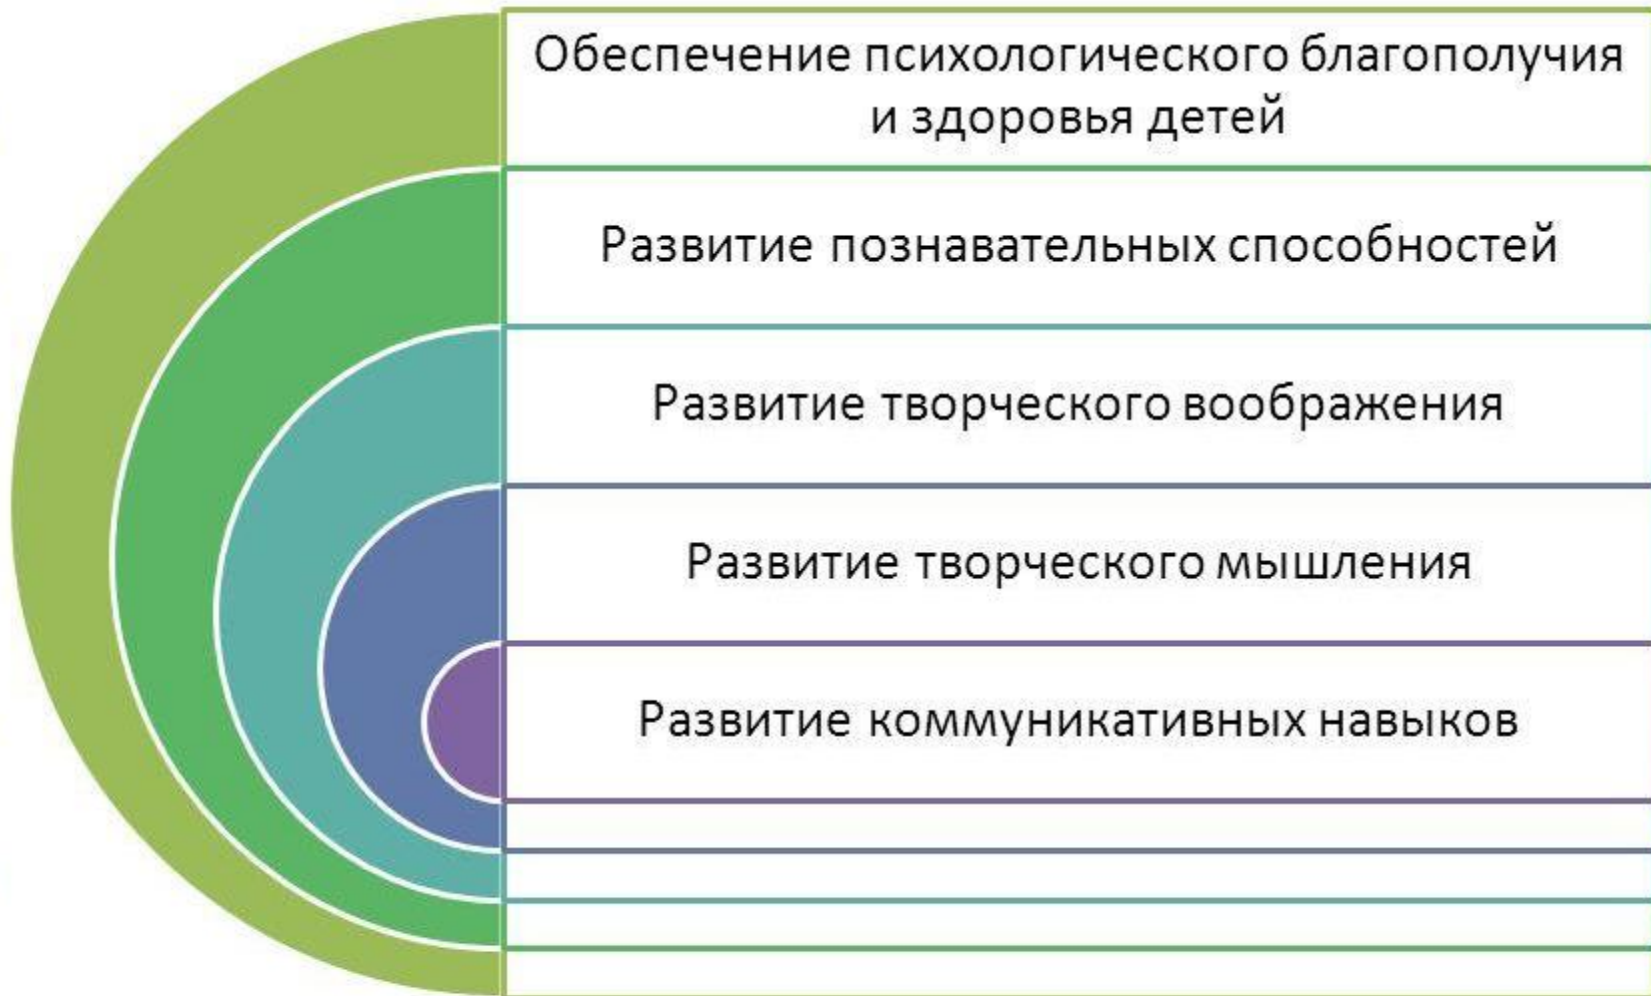 Обеспечение психологического благополучия
и здоровья детей
Развитие познавательных способностей
Развитие творческого воображения
Развитие творческого мышления
Развитие коммуникативных навыков